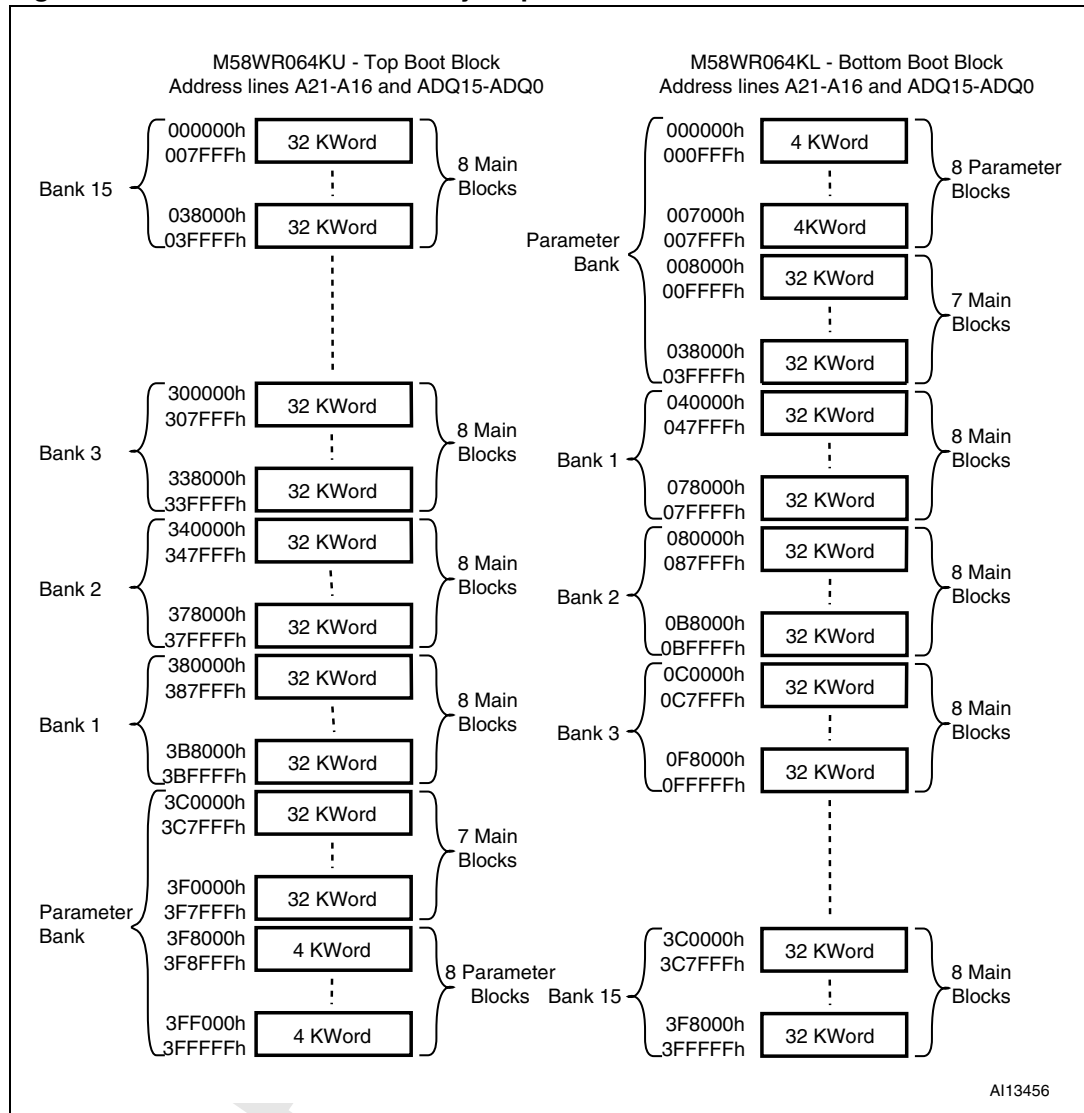 M58WR064KU - Top Boot Block
Address lines A21-A16 and ADQ15-ADQ0
Bank 15
000000h
007FFFh
32 KWord
038000h
03FFFFh
32 KWord
8 Main
Blocks
Bank 3
300000h
307FFFh
32 KWord
338000h
33FFFFh
32 KWord
8 Main
Blocks
Bank 2
340000h
347FFFh
32 KWord
378000h
37FFFFh
32 KWord
8 Main
Blocks
Bank 1
380000h
387FFFh
32 KWord
3B8000h
3BFFFFh
32 KWord
8 Main
Blocks
Parameter
Bank
3C0000h
3C7FFFh
32 KWord
3F0000h
3F7FFFh
32 KWord
7 Main
Blocks
3F8000h
3F8FFFh
4 KWord
3FF000h
3FFFFFh
4 KWord
8 Parameter
Blocks
M58WR064KL - Bottom Boot Block
Address lines A21-A16 and ADQ15-ADQ0
Parameter
Bank
000000h
000FFFh
4 KWord
007000h
007FFFh
4KWord
8 Parameter
Blocks
008000h
00FFFFh
32 KWord
038000h
03FFFFh
32 KWord
7 Main
Blocks
Bank 1
040000h
047FFFh
32 KWord
078000h
07FFFFh
32 KWord
8 Main
Blocks
Bank 2
080000h
087FFFh
32 KWord
0B8000h
0BFFFFh
32 KWord
8 Main
Blocks
Bank 3
0C0000h
0C7FFFh
32 KWord
0F8000h
0FFFFFh
32 KWord
8 Main
Blocks
Bank 15
3C0000h
3C7FFFh
32 KWord
3F8000h
3FFFFFh
32 KWord
8 Main
Blocks
AI13456